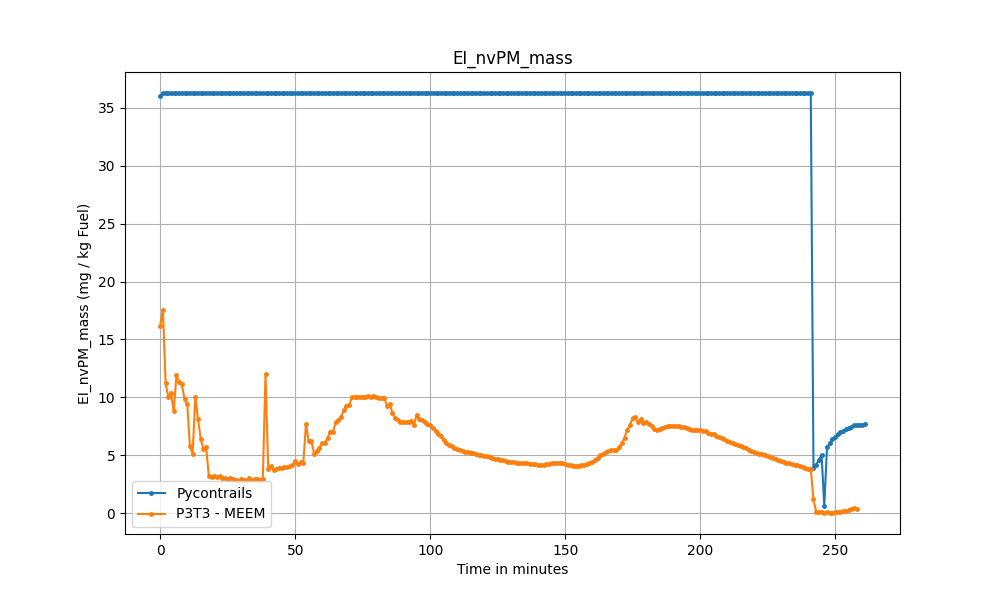 EI_nvPM_mass
EI_nvPM_mass (mg / kg Fuel)
35
30
25
20
15
10
5
0
Pycontrails
P3T3 - MEEM
0 50 100 150 200 250
Time in minutes